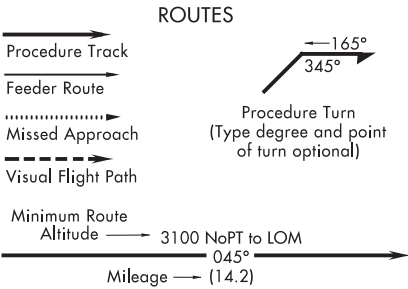 ROUTES
Procedure Track
Feeder Route
Missed Approach
Visual Flight Path
165°
345°
Procedure Turn
(Type degree and point
of turn optional)
Minimum Route
Altitude
3100 NoPT to LOM
045°
Mileage
(14.2)